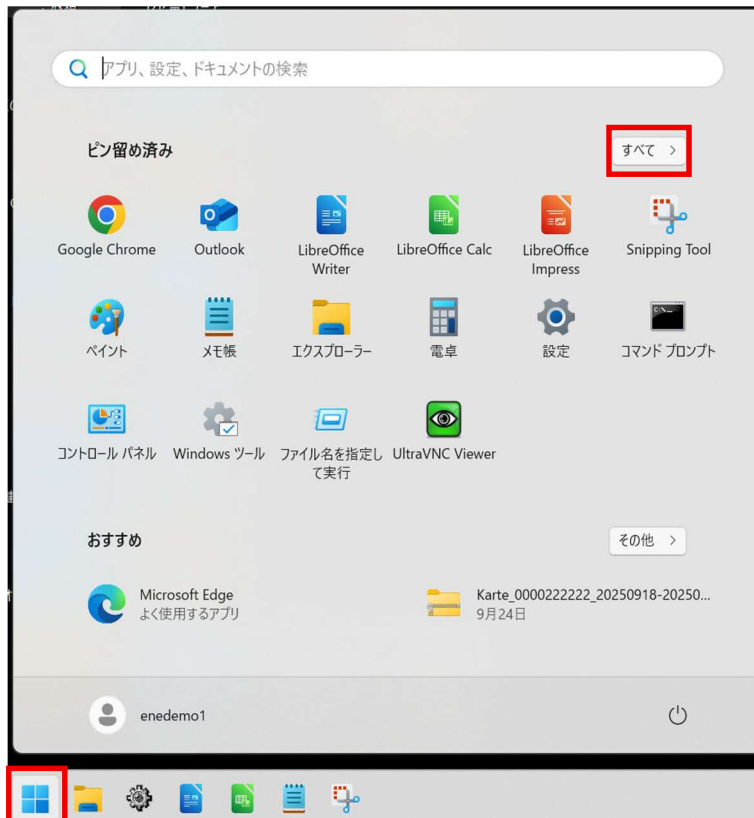 アプリ、設定、ドキュメントの検索
ピン留め済み
すべて
Google Chrome
Outlook
LibreOffice
Writer
LibreOffice Calc
LibreOffice
Impress
Snipping Tool
ペイント
メモ帳
エクスプローラー
電卓
設定
コマンド プロンプト
コントロール パネル
Windows ツール
ファイル名を指定し
て実行
UltraVNC Viewer
おすすめ
その他
Microsoft Edge
よく使用するアプリ
Karte_0000222222_20250918-20250...
9月24日
enedemo1